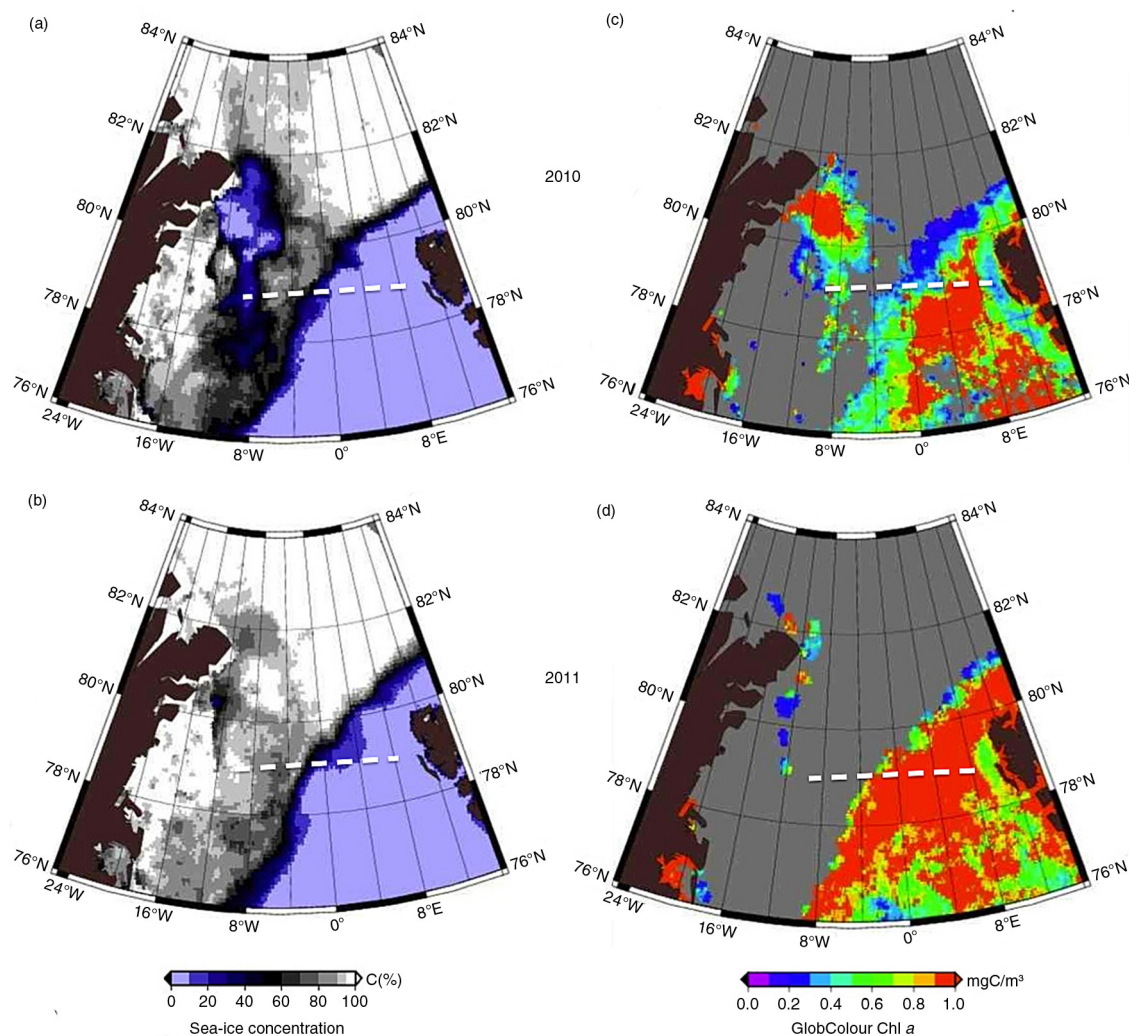 (a)
84°N
84°N
82°N
82°N
80°N
80°N
78°N
78°N
76°N
76°N
24°W
16°W
8°W
0°
8°E
2010
(c)
84°N
84°N
82°N
82°N
80°N
80°N
78°N
78°N
76°N
76°N
24°W
16°W
8°W
0°
8°E
(b)
84°N
84°N
82°N
82°N
80°N
80°N
78°N
78°N
76°N
76°N
24°W
16°W
8°W
0°
8°E
2011
(d)
84°N
84°N
82°N
82°N
80°N
80°N
78°N
78°N
76°N
76°N
24°W
16°W
8°W
0°
8°E
C(%)
0 20 40 60 80 100
Sea-ice concentration
mgC/m³
0.0 0.2 0.4 0.6 0.8 1.0
GlobColour Chl a